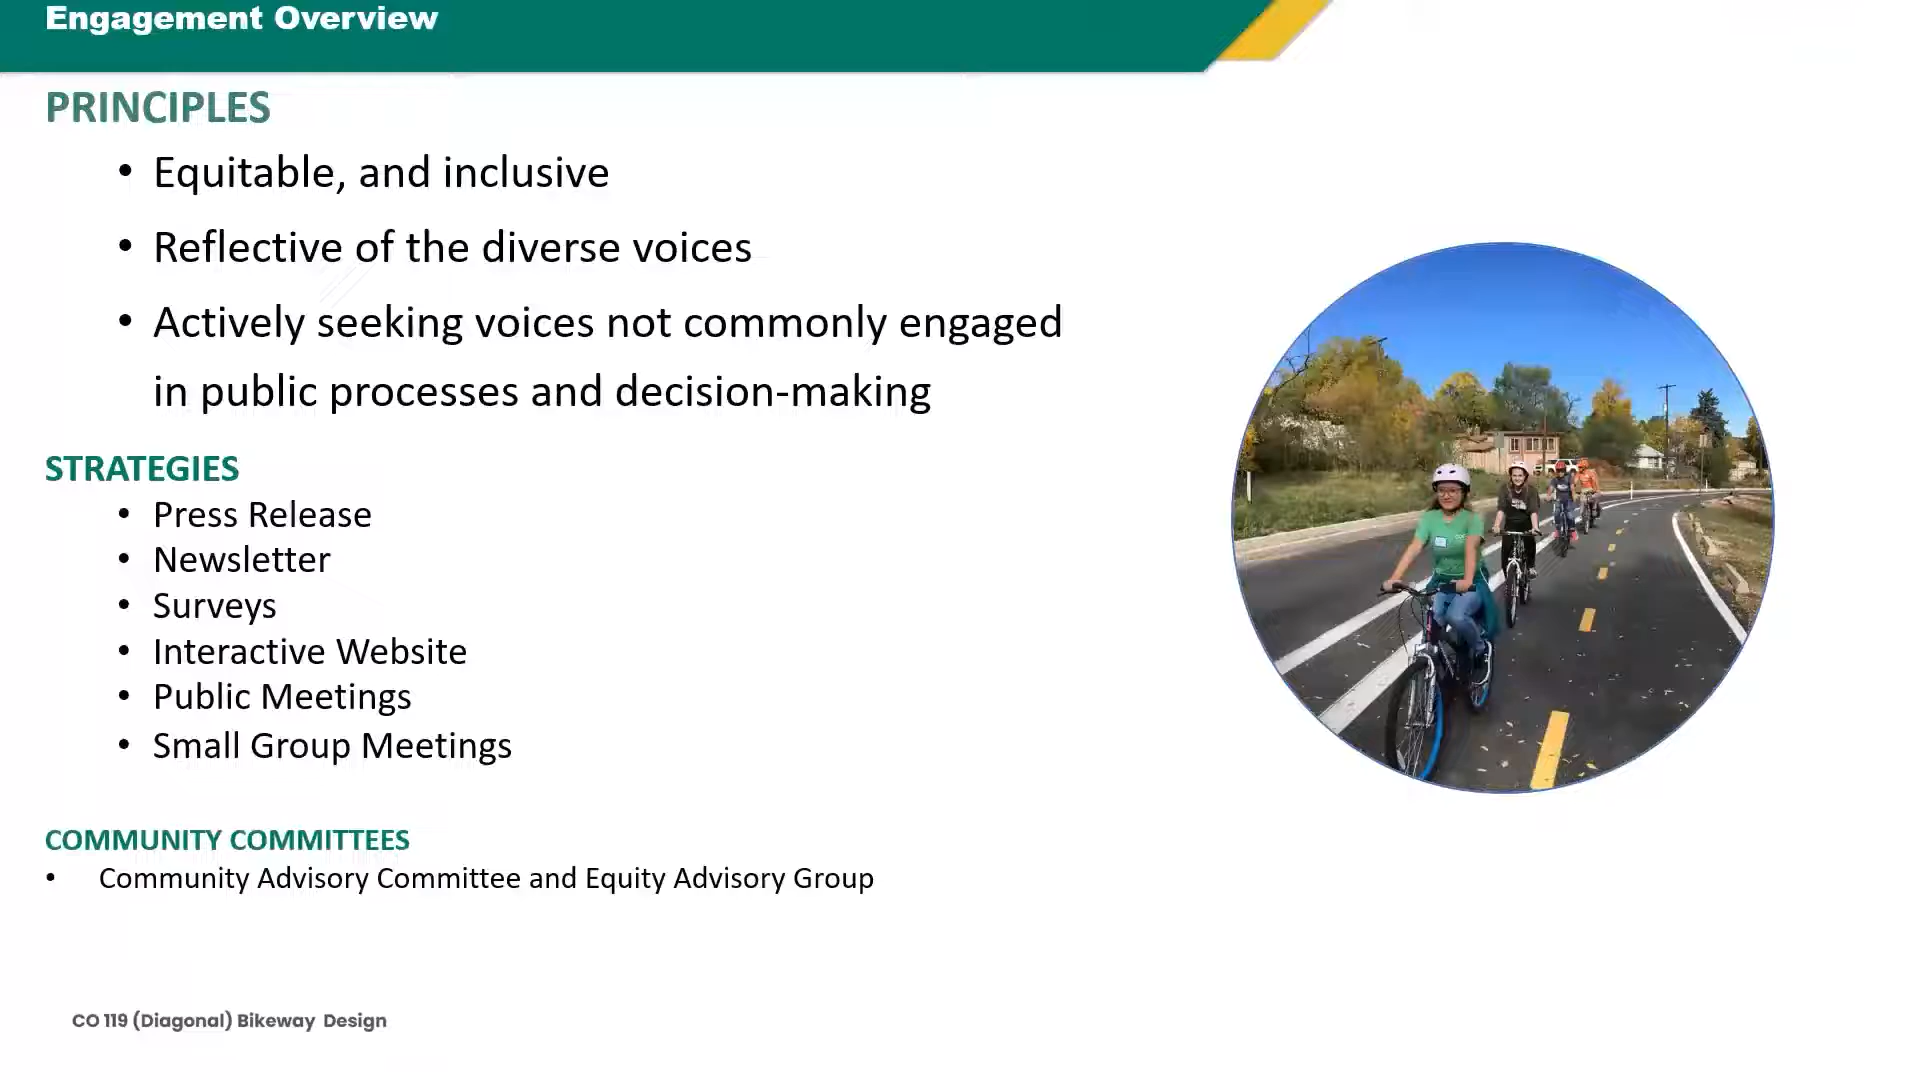 Engagement Overview
PRINCIPLES
• Equitable, and inclusive
• Reflective of the diverse voices
• Actively seeking voices not commonly engaged
in public processes and decision-making
STRATEGIES
• Press Release
• Newsletter
• Surveys
• Interactive Website
• Public Meetings
• Small Group Meetings
COMMUNITY COMMITTEES
• Community Advisory Committee and Equity Advisory Group
CO 119 (Diagonal) Bikeway Design